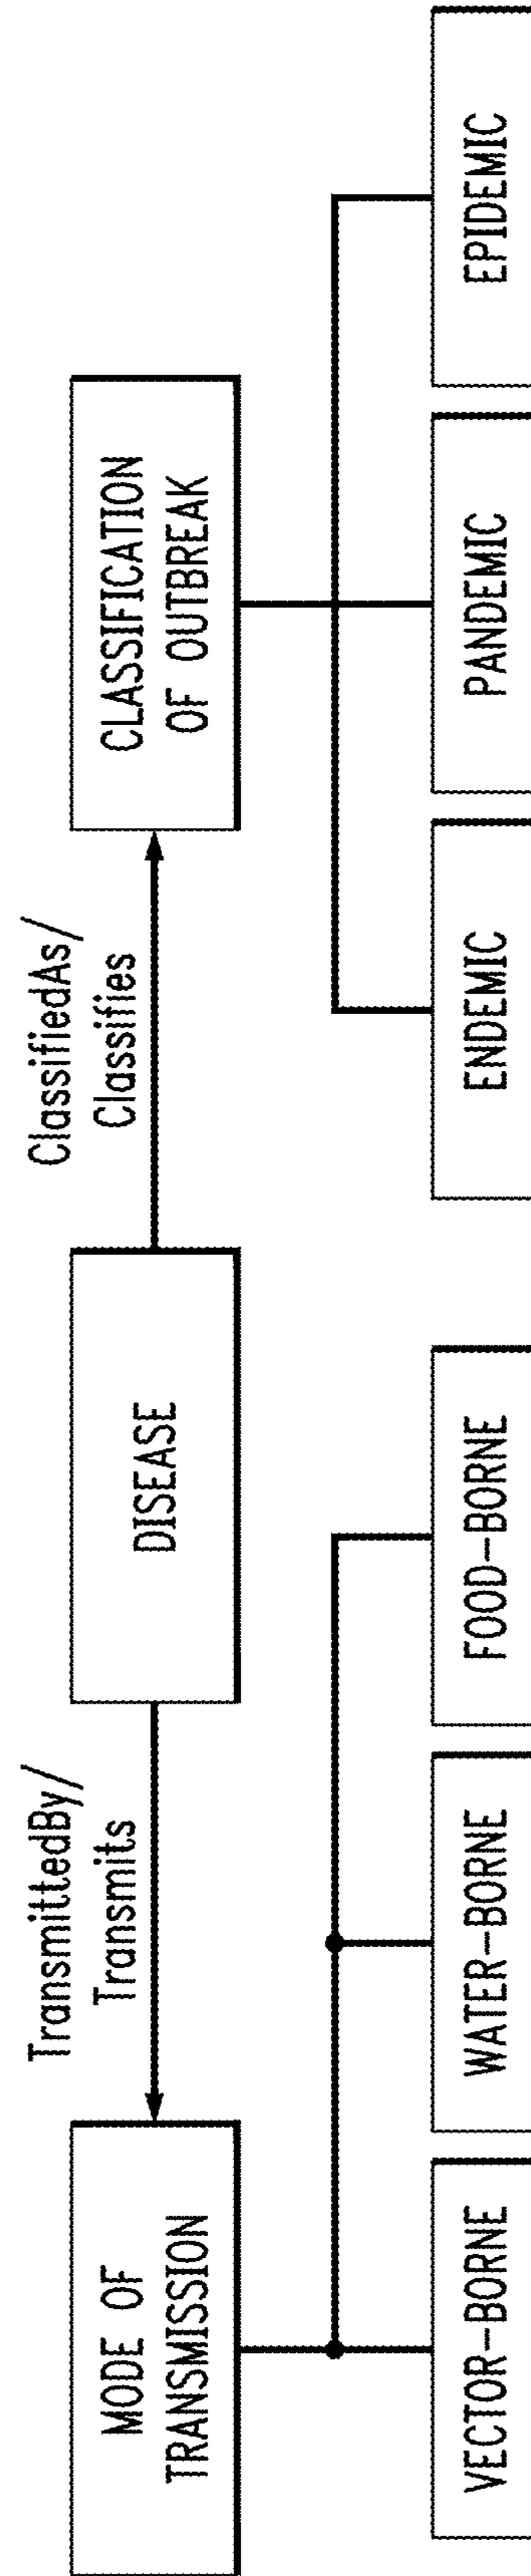 TransmittedBy/
Transmits
ClassifiedAs/
Classifies
MODE OF
TRANSMISSION
DISEASE
CLASSIFICATION
OF OUTBREAK
VECTOR-BORNE
WATER-BORNE
FOOD-BORNE
ENDEMIC
PANDEMIC
EPIDEMIC